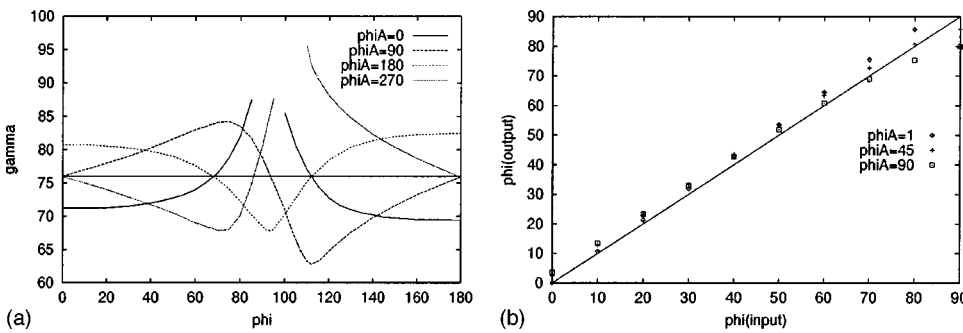 100
95
90
85
80
75
70
65
60
gamma
phiA=0
phiA=90
phiA=180
phiA=270
0 20 40 60 80 100 120 140 160 180
(a) phi
90
80
70
60
50
40
30
20
10
0
phi(output)
phiA=1
phiA=45
phiA=90
0 10 20 30 40 50 60 70 80 90
(b) phi(input)